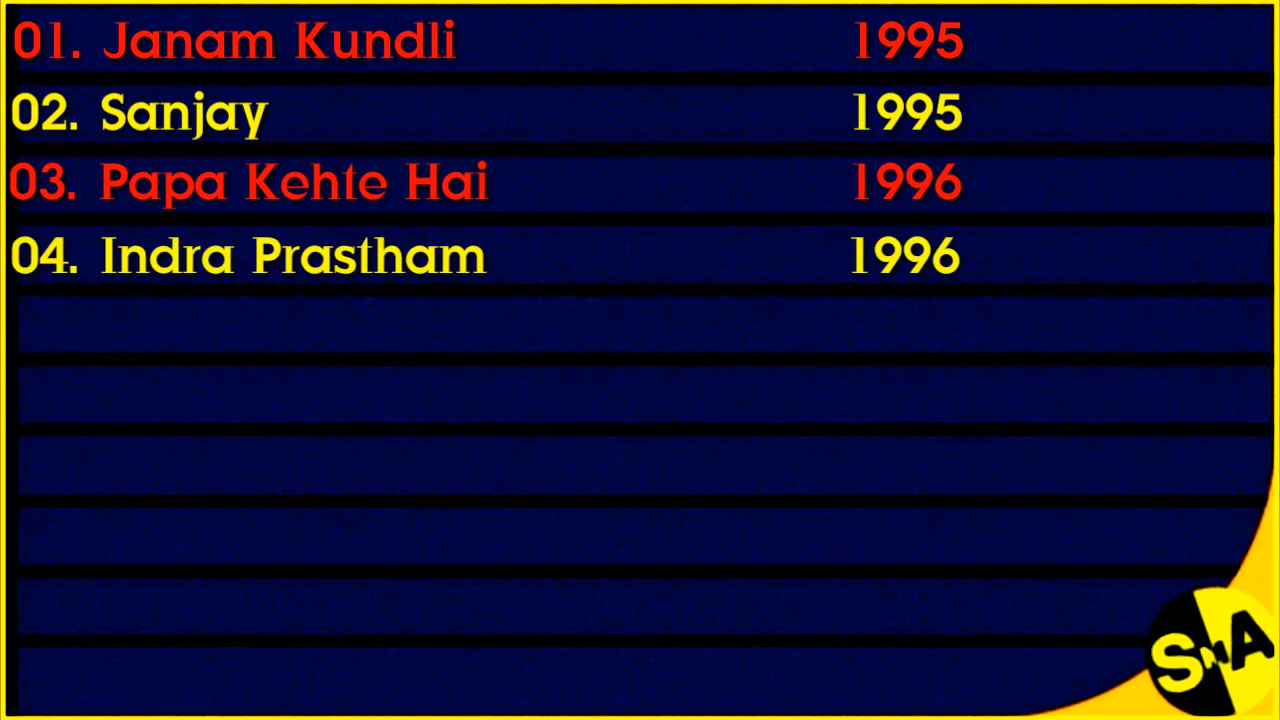 01. Janam Kundli 1995
02. Sanjay 1995
03. Papa Kehte Hai 1996
04. Indra Prastham 1996
SNA